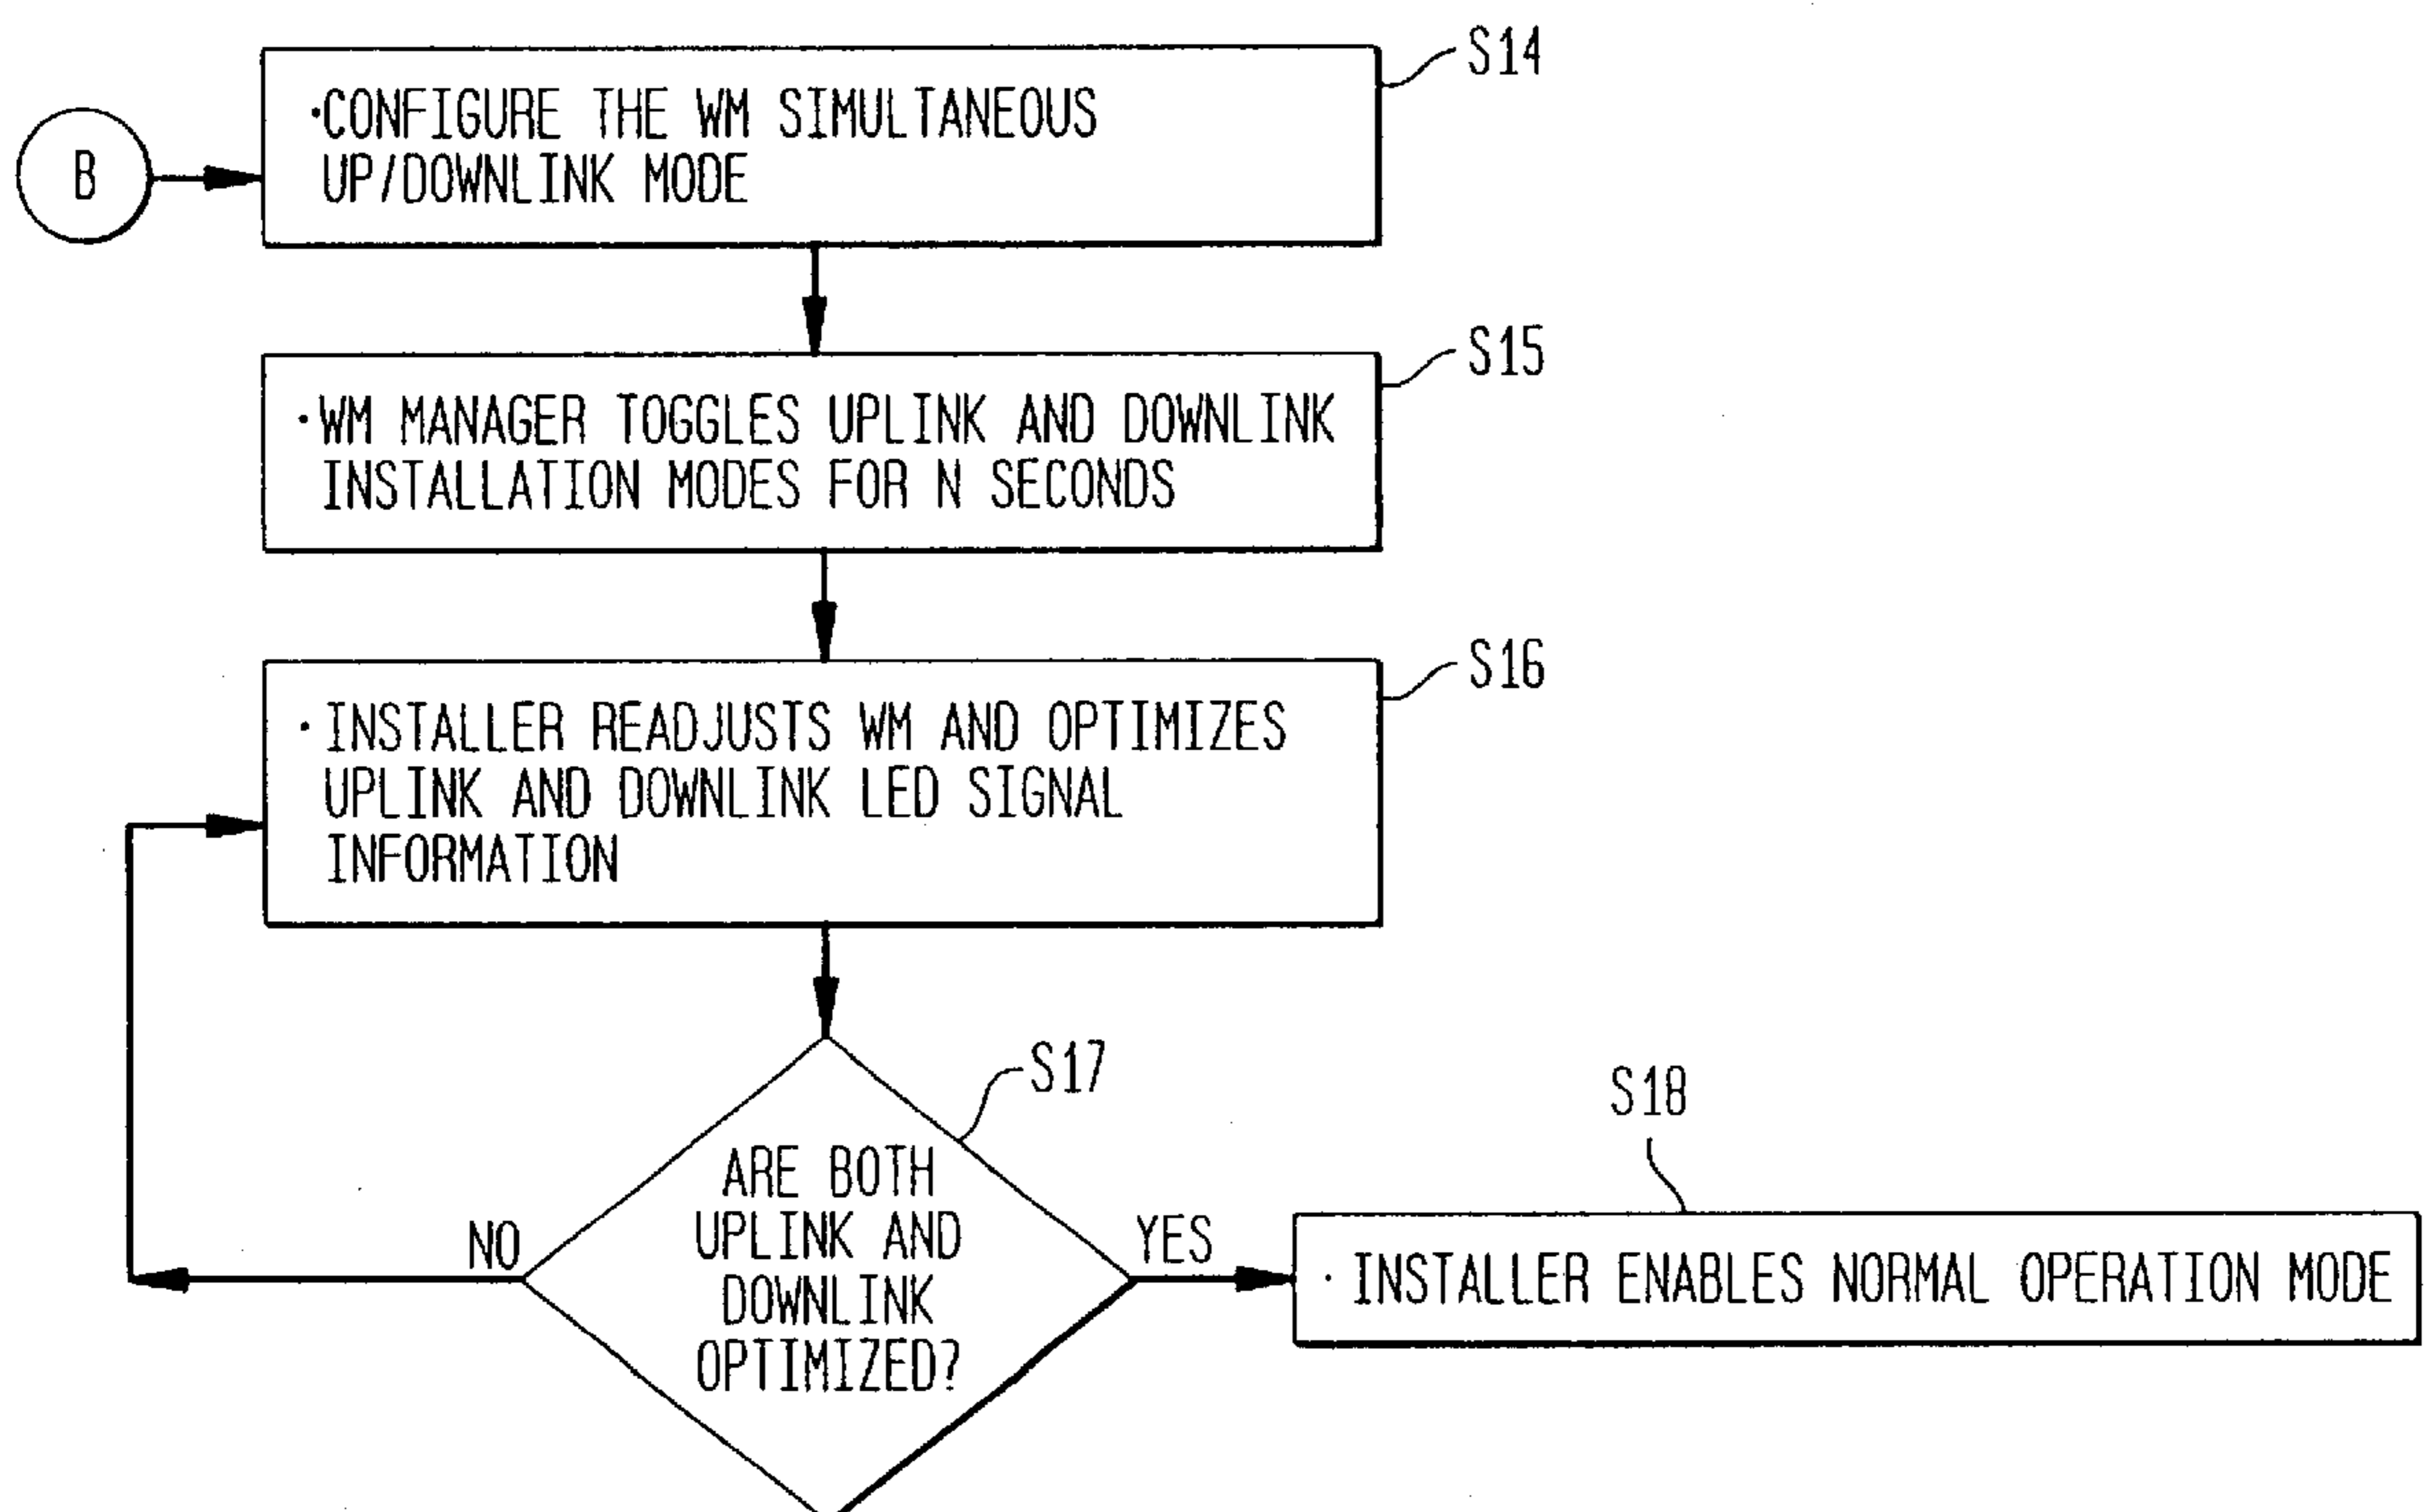 S14
·CONFIGURE THE WM SIMULTANEOUS
UP/DOWNLINK MODE
B
S15
·WM MANAGER TOGGLES UPLINK AND DOWNLINK
INSTALLATION MODES FOR N SECONDS
S16
·INSTALLER READJUSTS WM AND OPTIMIZES
UPLINK AND DOWNLINK LED SIGNAL
INFORMATION
S17
ARE BOTH
UPLINK AND
DOWNLINK
OPTIMIZED?
NO
YES
S18
·INSTALLER ENABLES NORMAL OPERATION MODE